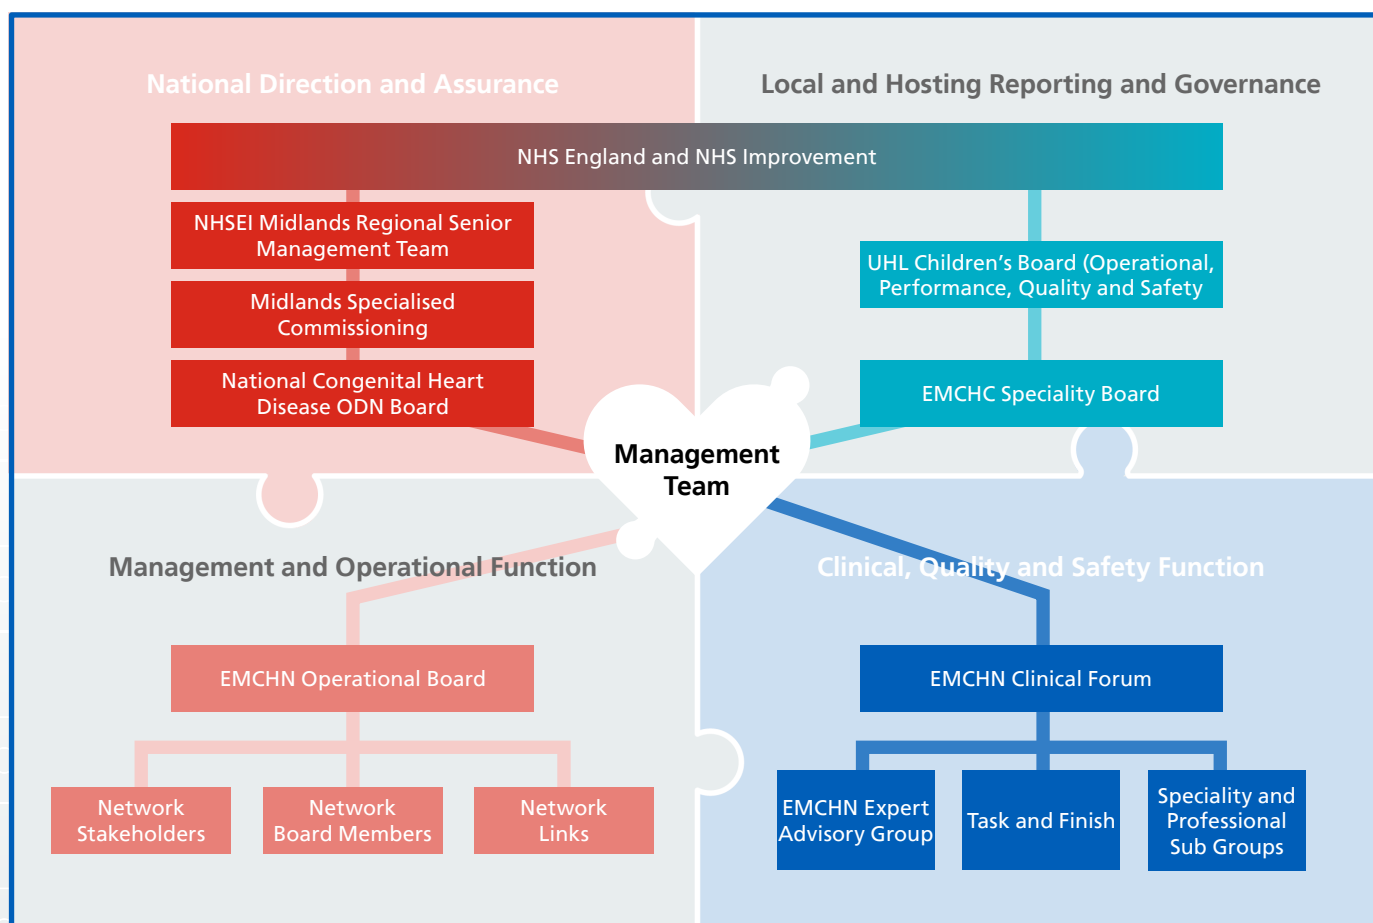 National Direction and Assurance
Local and Hosting Reporting and Governance
NHS England and NHS Improvement
NHSEI Midlands Regional Senior
Management Team
Midlands Specialised
Commissioning
National Congenital Heart
Disease ODN Board
UHL Children’s Board (Operational,
Performance, Quality and Safety
EMCHC Speciality Board
Management
Team
Management and Operational Function
EMCHN Operational Board
Network
Stakeholders
Network
Board Members
Network
Links
Clinical, Quality and Safety Function
EMCHN Clinical Forum
EMCHN Expert
Advisory Group
Task and Finish
Speciality and
Professional
Sub Groups